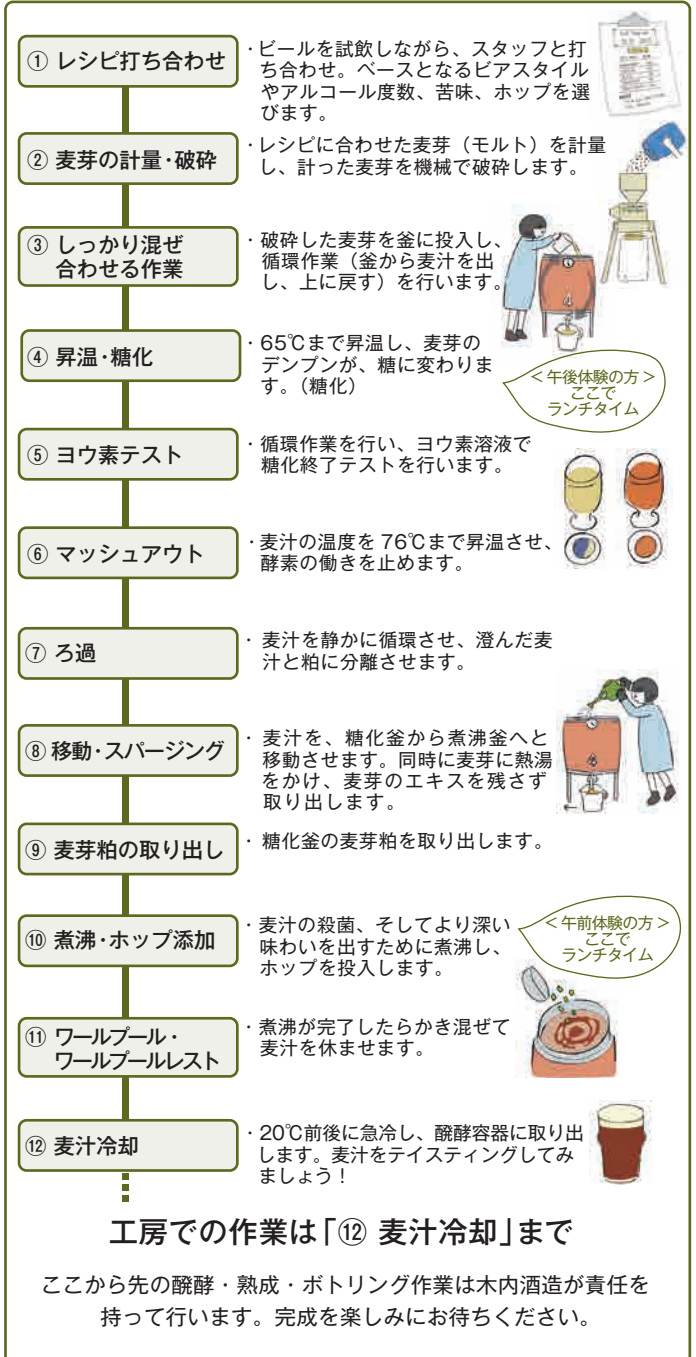 ① レシピ打ち合わせ
・ビールを試飲しながら、スタッフと打
ち合わせ。ベースとなるビアスタイル
やアルコール度数、苦味、ホップを選
びます。
② 麦芽の計量・破砕
・レシピに合わせた麦芽（モルト）を計量
し、計った麦芽を機械で破砕します。
③ しっかり混ぜ
合わせる作業
・破砕した麦芽を釜に投入し、
循環作業（釜から麦汁を出
し、上に戻す）を行います。
④ 昇温・糖化
・65℃まで昇温し、麦芽の
デンプンが、糖に変わりま
す。（糖化）
＜午後体験の方＞
ここで
ランチタイム
⑤ ヨウ素テスト
・循環作業を行い、ヨウ素溶液で
糖化終了テストを行います。
⑥ マッシュアウト
・麦汁の温度を 76℃まで昇温させ、
酵素の働きを止めます。
⑦ ろ過
・麦汁を静かに循環させ、澄んだ麦
汁と粕に分離させます。
⑧ 移動・スパージング
・麦汁を、糖化釜から煮沸釜へと
移動させます。同時に麦芽に熱湯
をかけ、麦芽のエキスを残さず
取り出します。
⑨ 麦芽粕の取り出し
・糖化釜の麦芽粕を取り出します。
⑩ 煮沸・ホップ添加
・麦汁の殺菌、そしてより深い
味わいを出すために煮沸し、
ホップを投入します。
＜午前体験の方＞
ここで
ランチタイム
⑪ ワールプール・
ワールプールレスト
・煮沸が完了したらかき混ぜて
麦汁を休ませます。
⑫ 麦汁冷却
・20℃前後に急冷し、醗酵容器に取り出
します。麦汁をテイスティングしてみ
ましょう！
工房での作業は「⑫ 麦汁冷却」まで
ここから先の醗酵・熟成・ボトリング作業は木内酒造が責任を
持って行います。完成を楽しみにお待ちください。